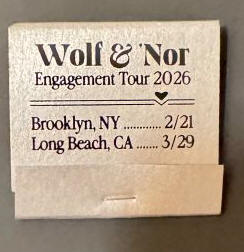 Wolf & 'Nor
Engagement Tour 2026
Brooklyn, NY ............ 2/21
Long Beach, CA ....... 3/29